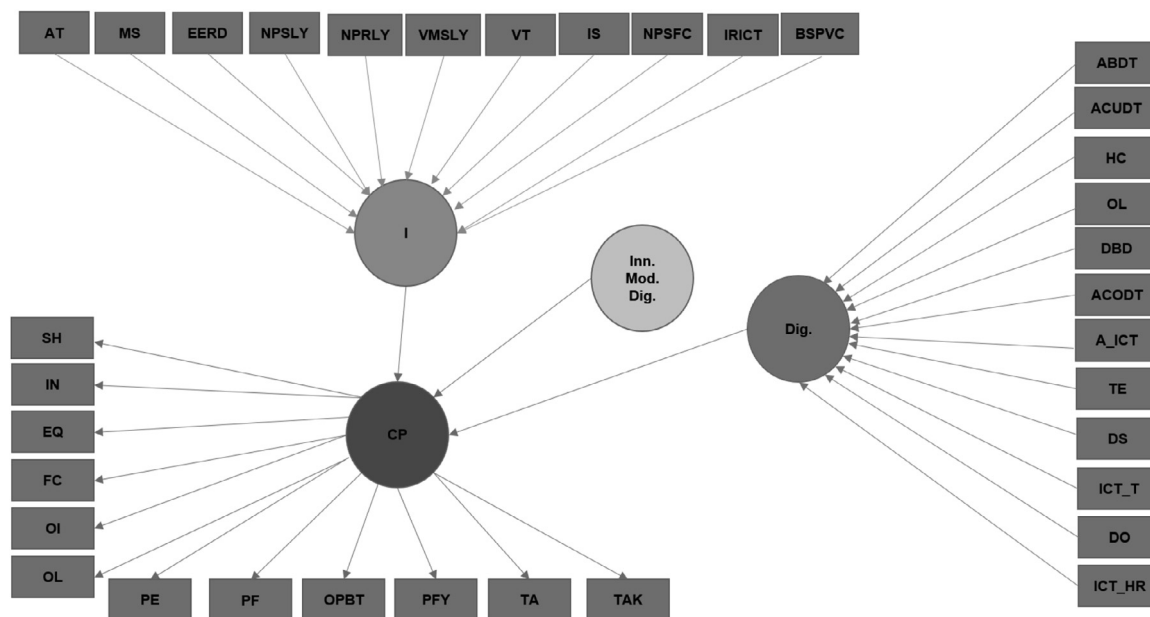 AT
MS
EERD
NPSLY
NPRLY
VMSLY
VT
IS
NPSFC
IRICT
BSPVC
ABDT
ACUDT
HC
OL
DBD
ACODT
A_ICT
TE
DS
ICT_T
DO
ICT_HR
I
Inn.
Mod.
Dig.
Dig.
CP
SH
IN
EQ
FC
OI
OL
PE
PF
OPBT
PFY
TA
TAK